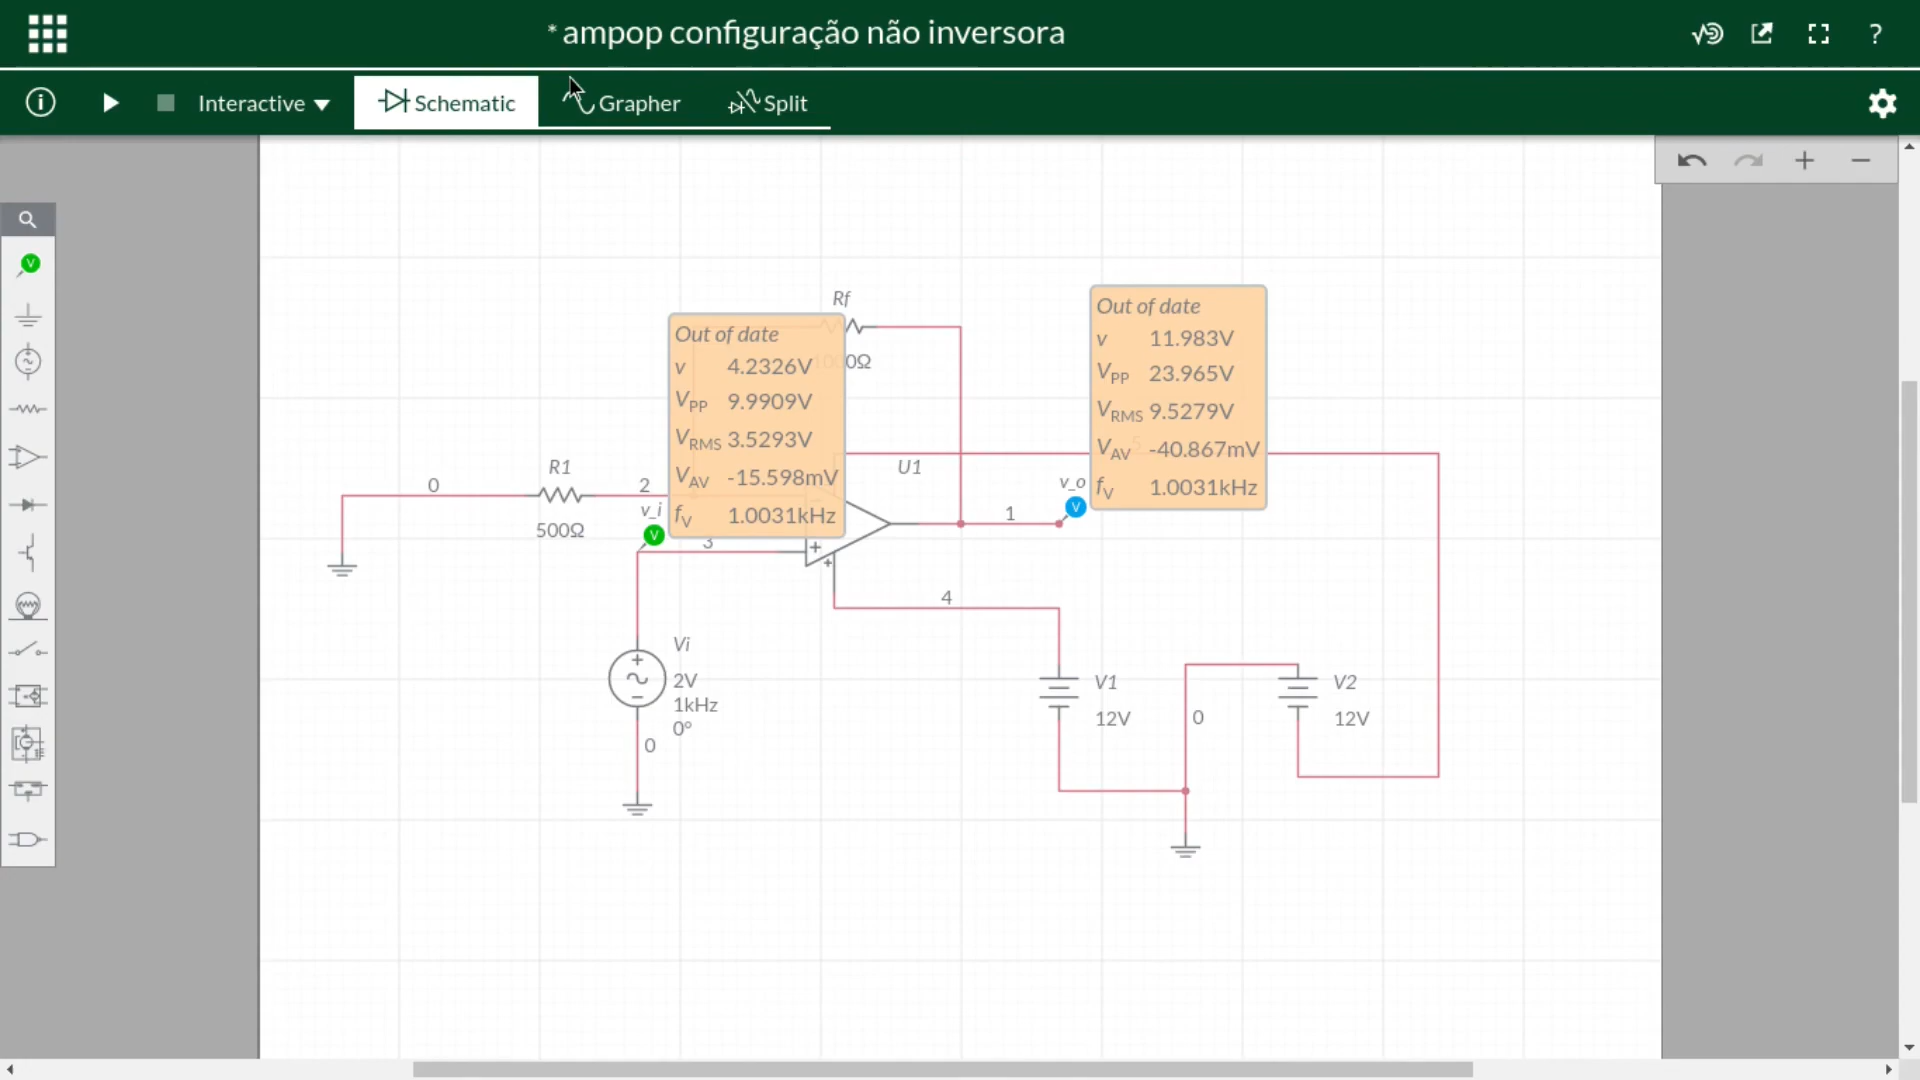 * ampop configuração não inversora
?
Interactive
Schematic
Grapher
Split
Rf
Out of date
v 4.2326V
VPP 9.9909V
VRMS 3.5293V
VAV -15.598mV
fV 1.0031kHz
Out of date
v 11.983V
VPP 23.965V
VRMS 9.5279V
VAV -40.867mV
fV 1.0031kHz
R1
0
2
500Ω
v_i
V
3
U1
v_o
V
1
4
Vi
2V
1kHz
0°
0
V1
12V
0
V2
12V
V